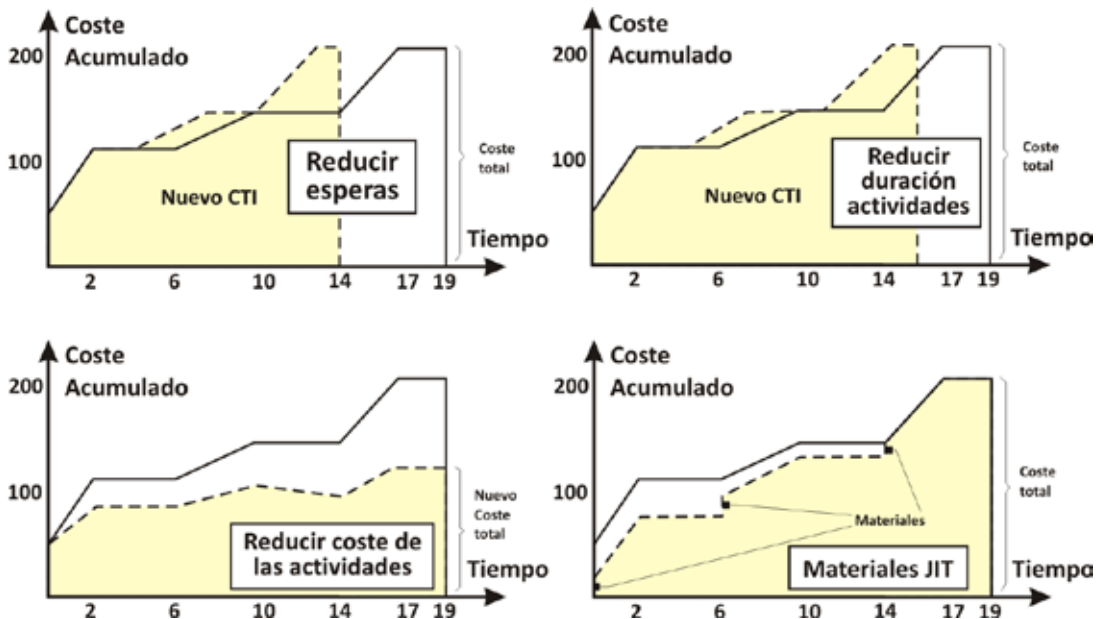 Coste
Acumulado
200
100
Nuevo CTI
Reducir
esperas
Coste
total
Tiempo
2 6 10 14 17 19
Coste
Acumulado
200
100
Nuevo CTI
Reducir
duración
actividades
Coste
total
Tiempo
2 6 10 14 17 19
Coste
Acumulado
200
100
Reducir coste de
las actividades
Nuevo
Coste
total
Tiempo
2 6 10 14 17 19
Coste
Acumulado
200
100
Materiales
Materiales JIT
Coste
total
Tiempo
2 6 10 14 17 19